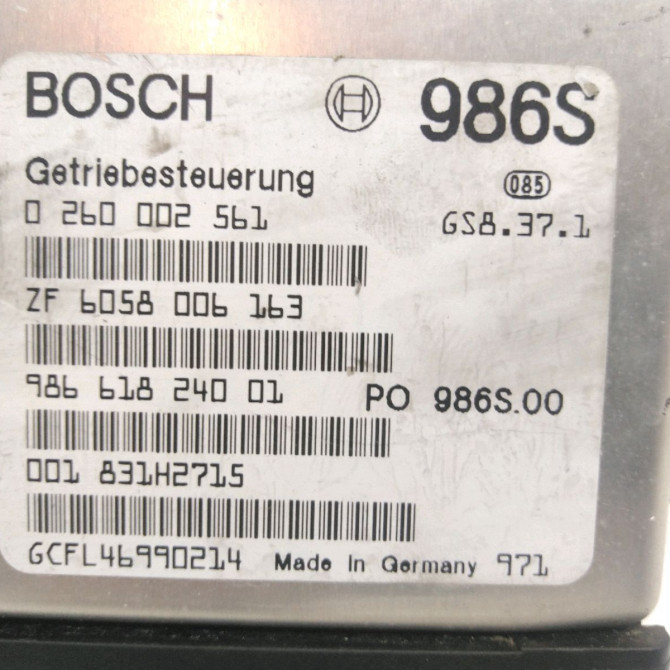 BOSCH 986S
Getriebesteuerung 085
0 260 002 561 GS8.37.1
ZF 6058 006 163
986 618 240 01 PO 986S.00
001 831H2715
GCFL46990214 Made In Germany 971